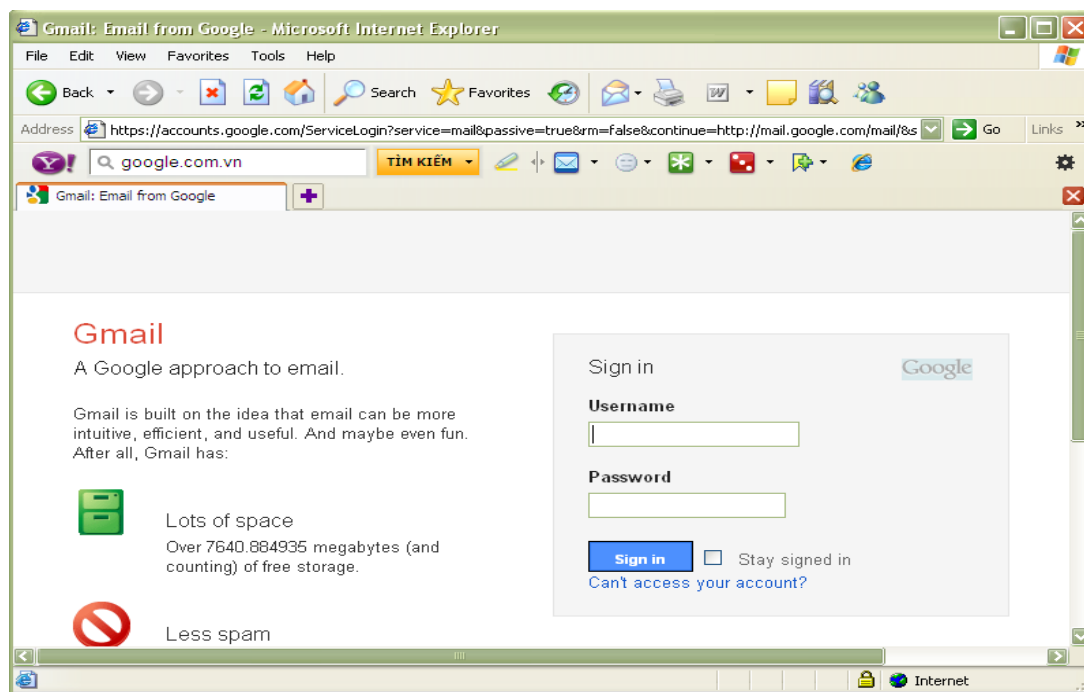 Gmail: Email from Google - Microsoft Internet Explorer
File Edit View Favorites Tools Help
Back Search Favorites
Address https://accounts.google.com/ServiceLogin?service=mail&passive=true&rm=false&continue=http://mail.google.com/mail/&s Go Links »
Y! google.com.vn TÌM KIẾM
Gmail: Email from Google
Gmail
A Google approach to email.
Gmail is built on the idea that email can be more
intuitive, efficient, and useful. And maybe even fun.
After all, Gmail has:
Lots of space
Over 7640.884935 megabytes (and
counting) of free storage.
Less spam
Sign in Google
Username
Password
Sign in Stay signed in
Can't access your account?
Internet